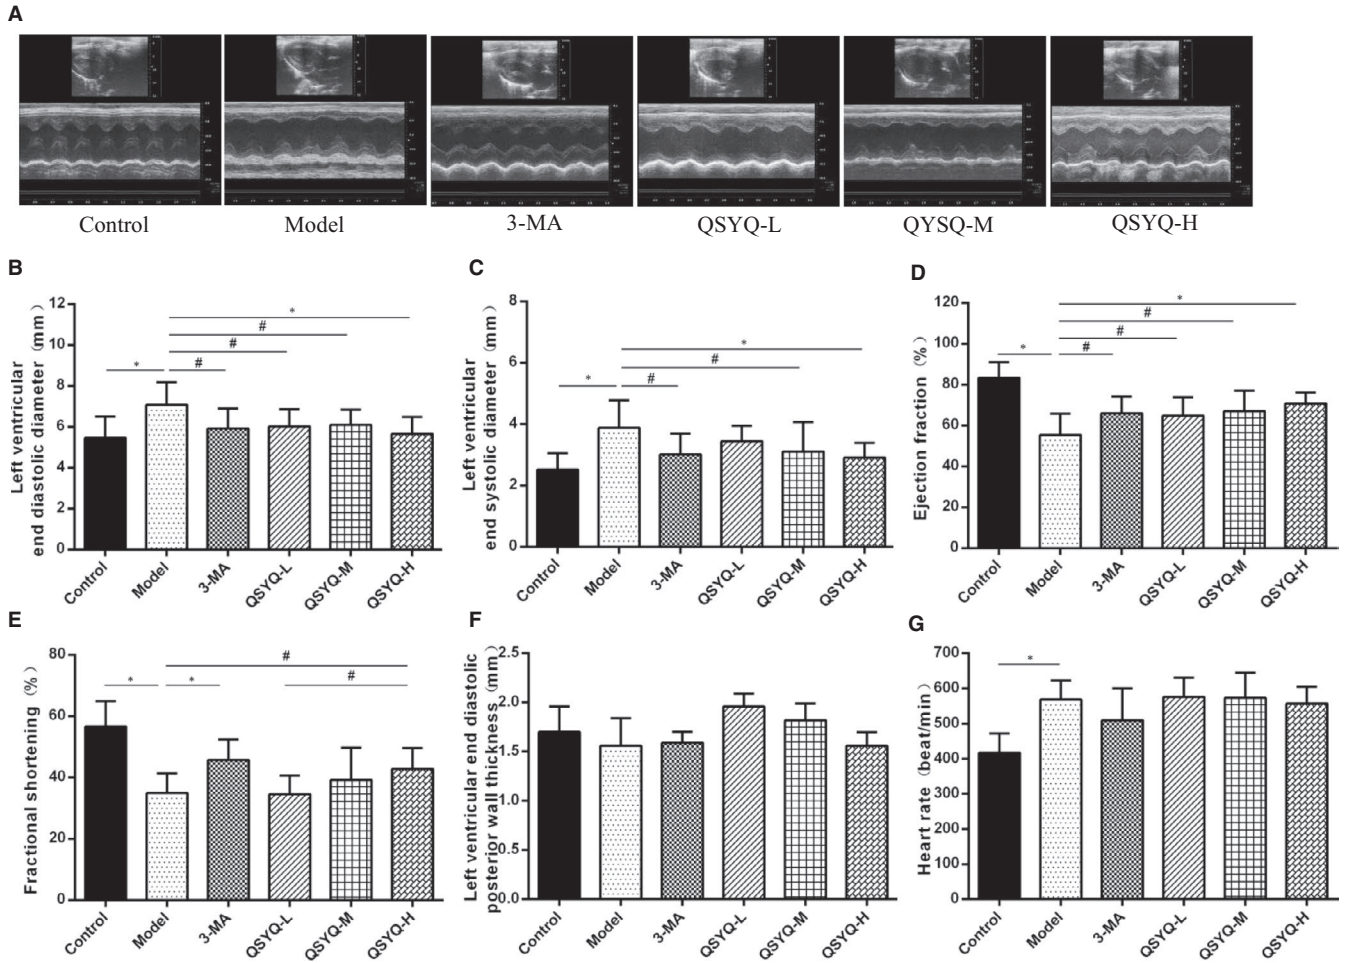 A
Control
Model
3-MA
QSYQ-L
QYSQ-M
QSYQ-H
B
Left ventricular
end diastolic diameter (mm)
12
10
8
6
4
2
0
*
#
#
#
*
Control
Model
3-MA
QSYQ-L
QSYQ-M
QSYQ-H
C
Left ventricular
end systolic diameter (mm)
8
6
4
2
0
*
#
#
*
Control
Model
3-MA
QSYQ-L
QSYQ-M
QSYQ-H
D
Ejection fraction (%)
120
100
80
60
40
20
0
*
#
#
#
*
Control
Model
3-MA
QSYQ-L
QSYQ-M
QSYQ-H
E
Fractional shortening (%)
80
60
40
20
0
*
*
#
#
Control
Model
3-MA
QSYQ-L
QSYQ-M
QSYQ-H
F
Left ventricular end diastolic
posterior wall thickness (mm)
2.5
2.0
1.5
1.0
0.5
0.0
Control
Model
3-MA
QSYQ-L
QSYQ-M
QSYQ-H
G
Heart rate (beat/min)
700
600
500
400
300
200
100
0
*
Control
Model
3-MA
QSYQ-L
QSYQ-M
QSYQ-H